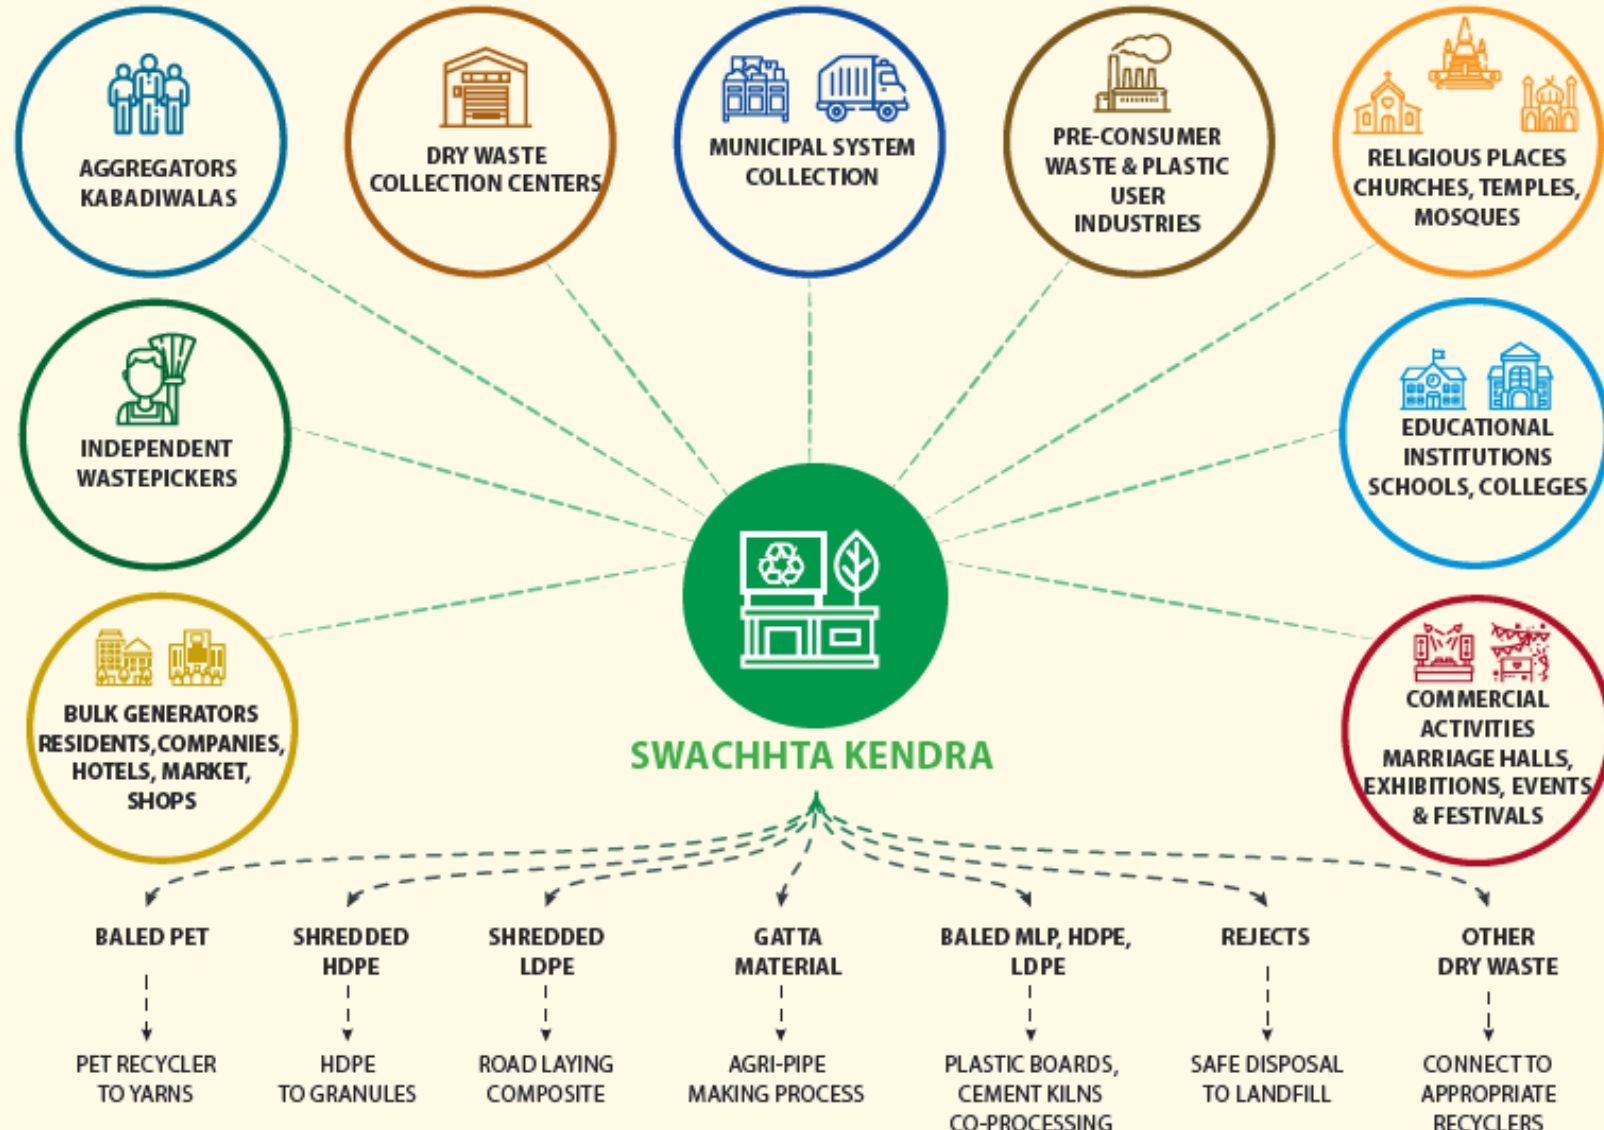 AGGREGATORS
KABADIWALAS
DRY WASTE
COLLECTION CENTERS
MUNICIPAL SYSTEM
COLLECTION
PRE-CONSUMER
WASTE & PLASTIC
USER
INDUSTRIES
RELIGIOUS PLACES
CHURCHES, TEMPLES,
MOSQUES
INDEPENDENT
WASTEPICKERS
EDUCATIONAL
INSTITUTIONS
SCHOOLS, COLLEGES
BULK GENERATORS
RESIDENTS,COMPANIES,
HOTELS, MARKET,
SHOPS
COMMERCIAL
ACTIVITIES
MARRIAGE HALLS,
EXHIBITIONS, EVENTS
& FESTIVALS
SWACHHTA KENDRA
BALED PET
SHREDDED
HDPE
SHREDDED
LDPE
GATTA
MATERIAL
BALED MLP, HDPE,
LDPE
REJECTS
OTHER
DRY WASTE
PET RECYCLER
TO YARNS
HDPE
TO GRANULES
ROAD LAYING
COMPOSITE
AGRI-PIPE
MAKING PROCESS
PLASTIC BOARDS,
CEMENT KILNS
CO-PROCESSING
SAFE DISPOSAL
TO LANDFILL
CONNECT TO
APPROPRIATE
RECYCLERS